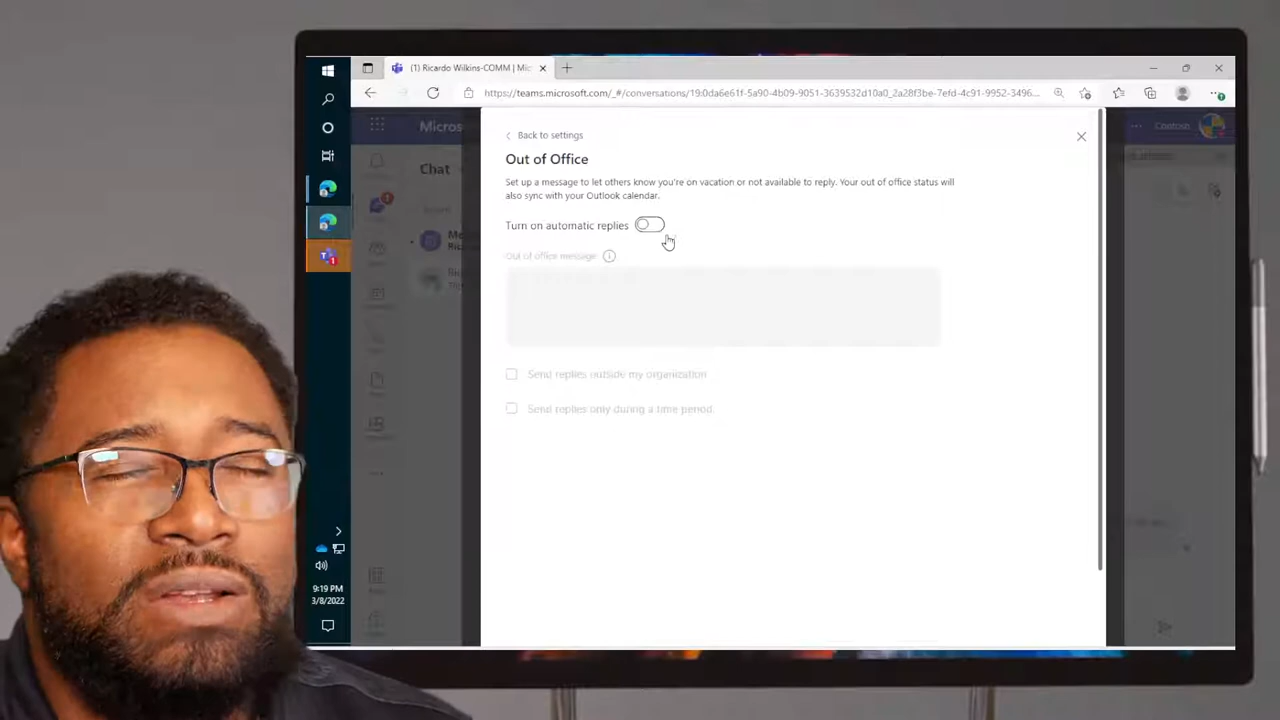 (1) Ricardo Wilkins-COMM | Mic
https://teams.microsoft.com/_#/conversations/19:0da6e61f-5a90-4b09-9051-3639532d10a0_2a28f3be-7efd-4c91-9952-3496...
Micros
Contoso
Back to settings
Chat
Out of Office
Set up a message to let others know you're on vacation or not available to reply. Your out of office status will
also sync with your Outlook calendar.
Turn on automatic replies
Out of office message
Send replies outside my organization
Send replies only during a time period.
9:19 PM
3/8/2022